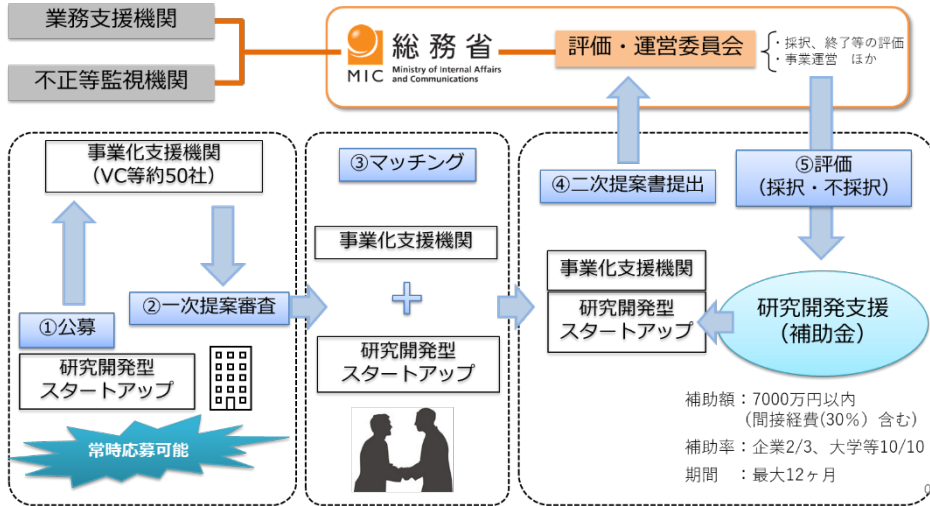 業務支援機関
不正等監視機関
総務省
MIC
Ministry of Internal Affairs
and Communications
評価・運営委員会
・採択、終了等の評価
・事業運営 ほか
事業化支援機関
(VC等約50社)
②一次提案審査
①公募
研究開発型
スタートアップ
常時応募可能
③マッチング
事業化支援機関
+
研究開発型
スタートアップ
④二次提案書提出
⑤評価
(採択・不採択)
事業化支援機関
研究開発型
スタートアップ
研究開発支援
(補助金)
補助額:7000万円以内
(間接経費(30%)含む)
補助率:企業2/3、大学等10/10
期間 :最大12ヶ月